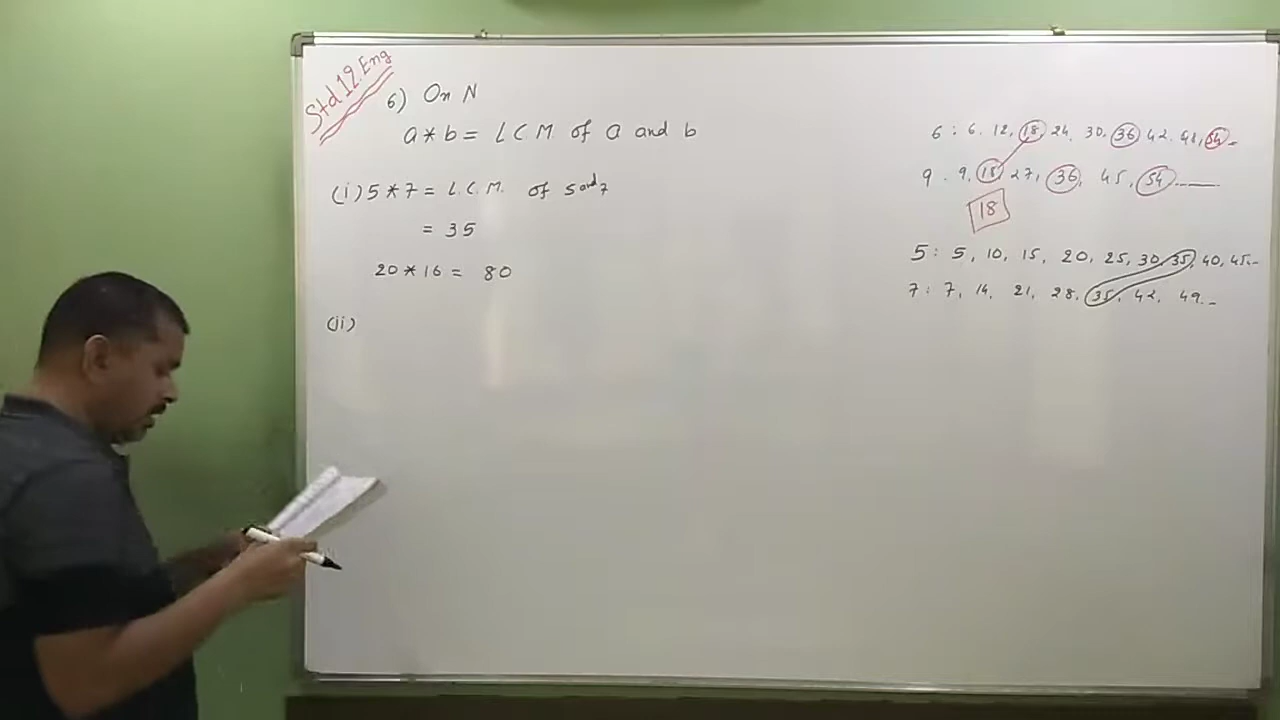 Std 12. Eng
6) On N
a * b = LCM of a and b
(i) 5 * 7 = L.C.M. of 5 and 7
= 35
20 * 16 = 80
(ii)
6 : 6, 12, 18, 24, 30, 36, 42, 48, 54
9 . 9, 18, 27, 36, 45, 54 ......
18
5 : 5, 10, 15, 20, 25, 30, 35, 40, 45..
7 : 7, 14, 21, 28, 35, 42, 49...